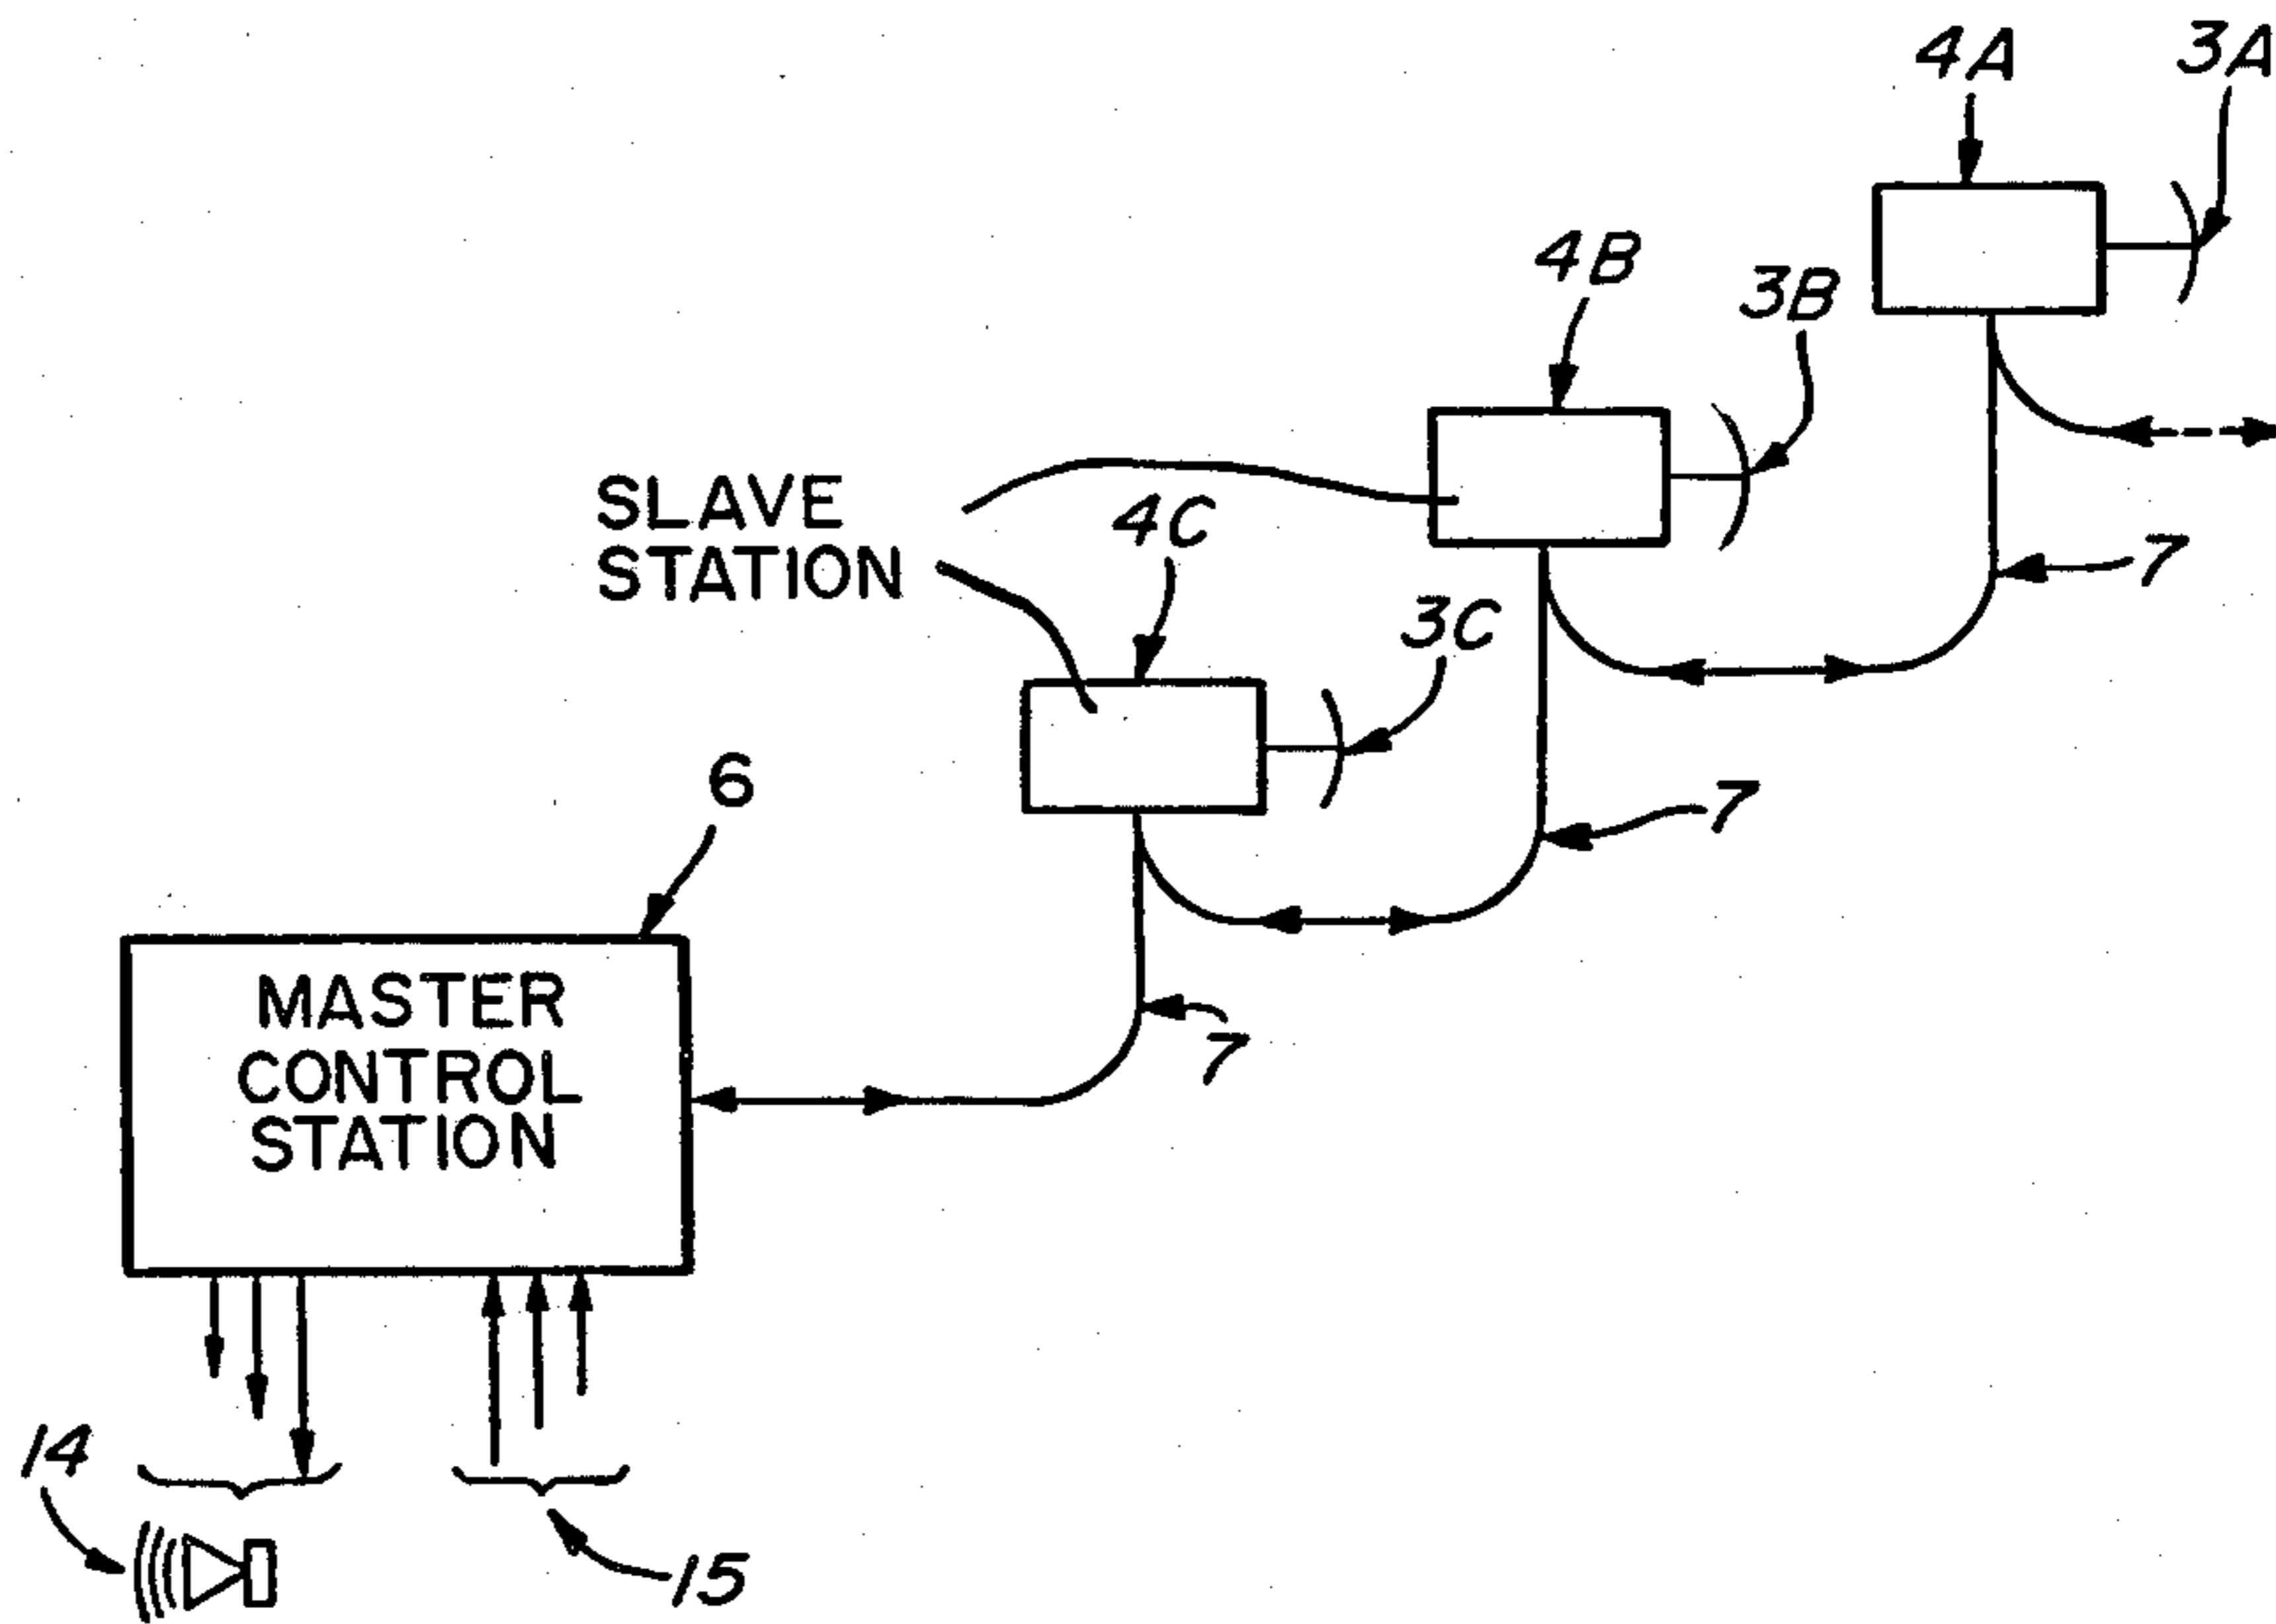 4A
3A
4B
3B
SLAVE
STATION
4C
7
3C
6
7
MASTER
CONTROL
STATION
7
14
15